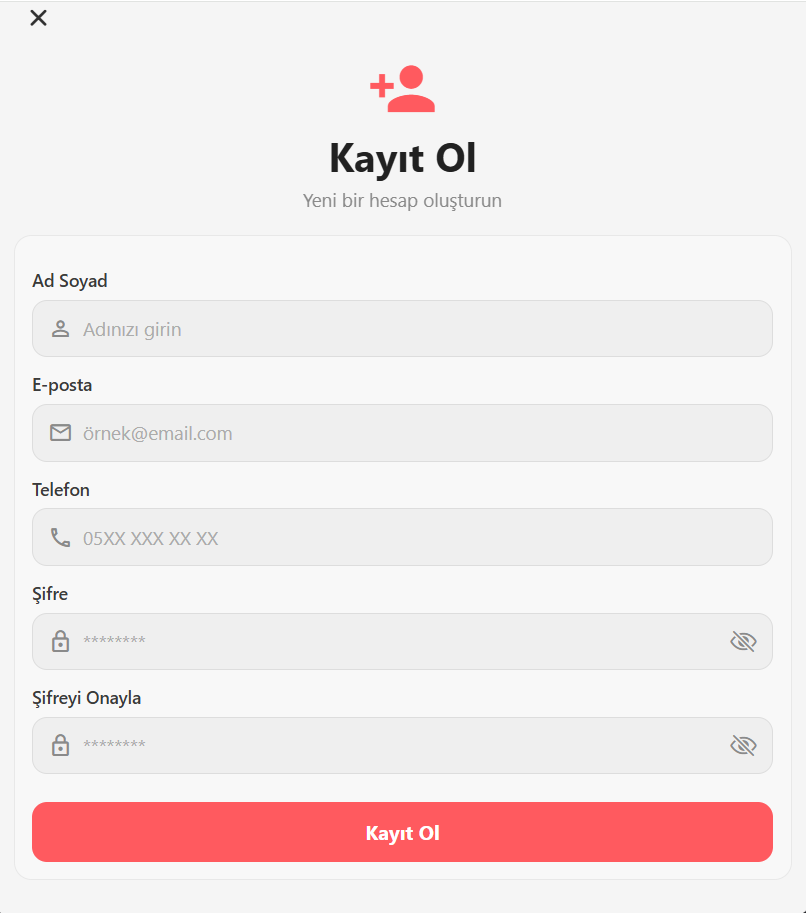 Kayıt Ol
Yeni bir hesap oluşturun
Ad Soyad
Adınızı girin
E-posta
örnek@email.com
Telefon
05XX XXX XX XX
Şifre
********
Şifreyi Onayla
********
Kayıt Ol